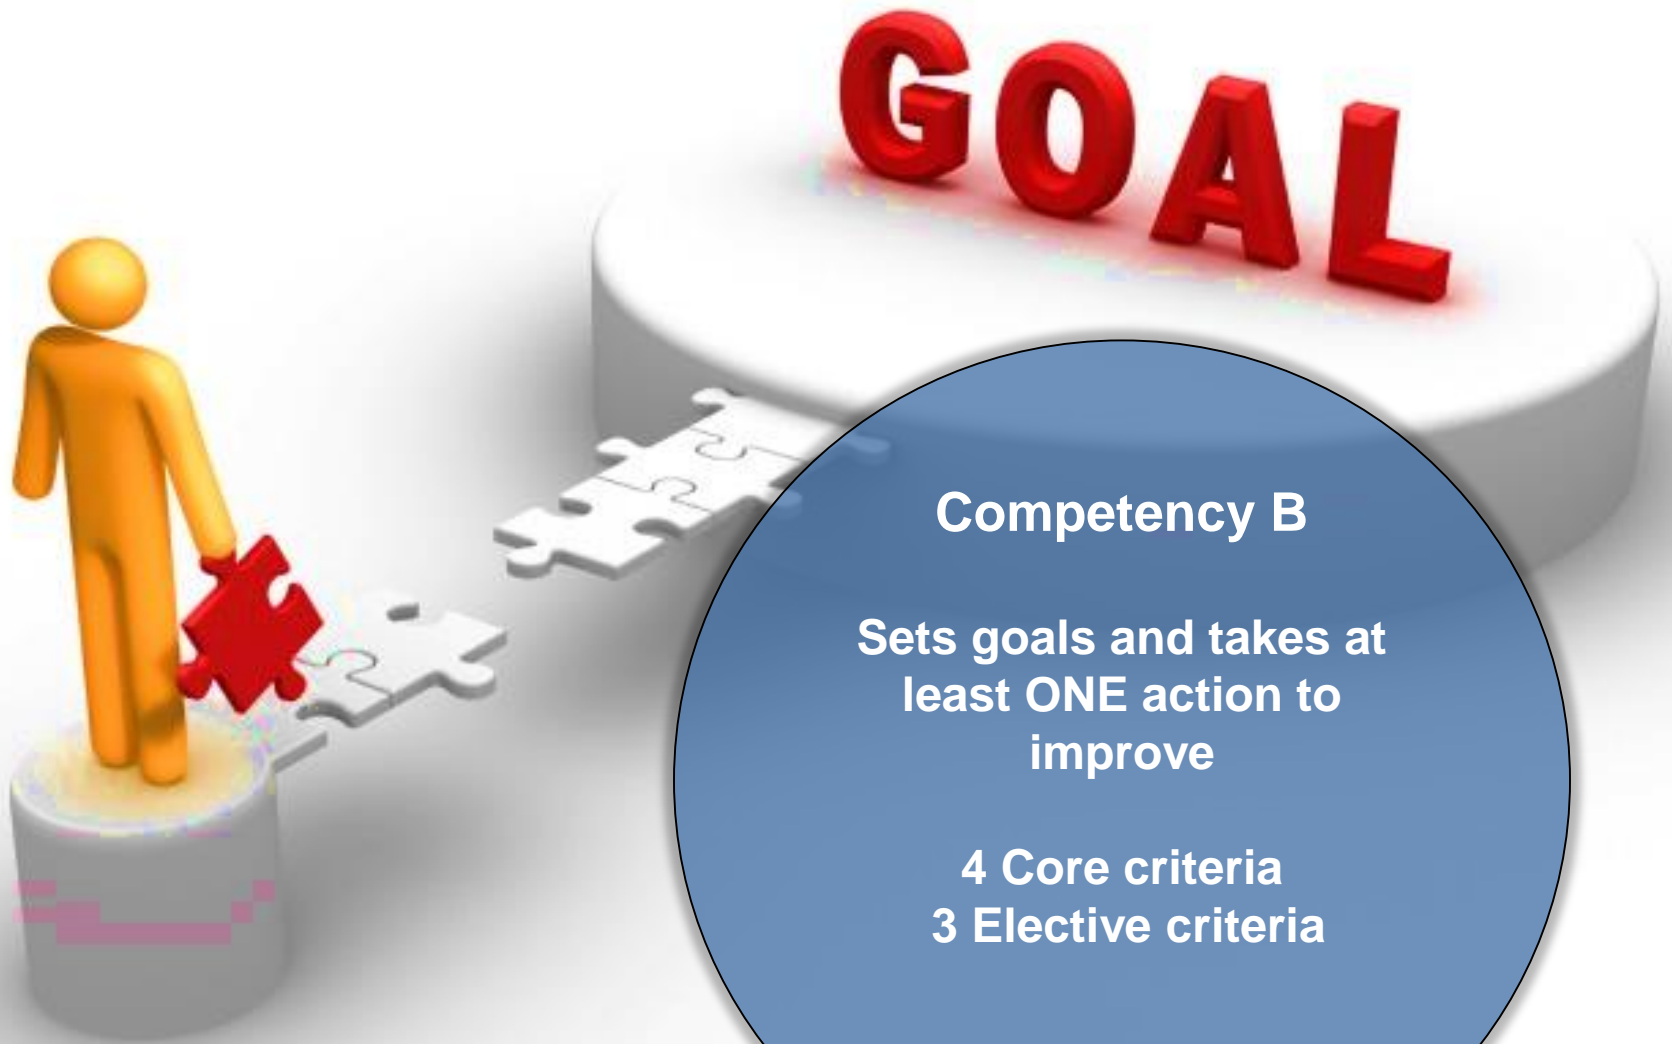 GOAL
Competency B
Sets goals and takes at
least ONE action to
improve
4 Core criteria
3 Elective criteria